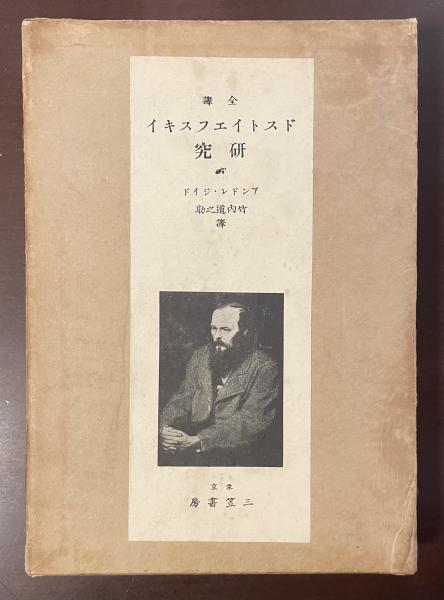 全譯
ドストイエフスキイ
研究
アンドレ・ジイド
竹内道之助
譯
東京
三笠書房